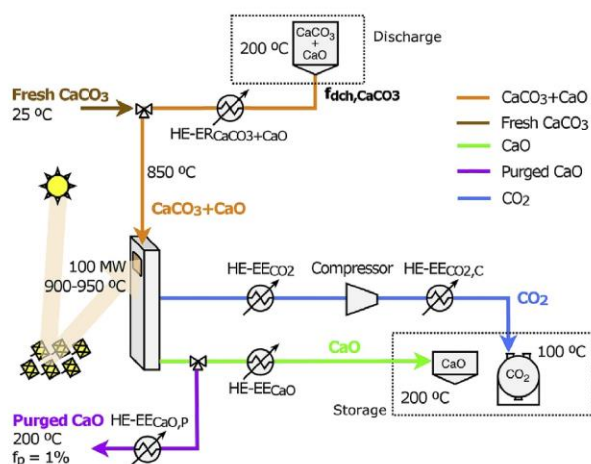 CaCO3
+
CaO
200 ºC
Discharge
Fresh CaCO3
25 ºC
fdch,CaCO3
HE-ERCaCO3+CaO
CaCO3+CaO
Fresh CaCO3
CaO
Purged CaO
CO2
850 ºC
CaCO3+CaO
100 MW
900-950 ºC
HE-EECO2
Compressor
HE-EECO2,C
CO2
CaO
HE-EECaO
CaO
200 ºC
CO2
100 ºC
Storage
Purged CaO
200 ºC
fp = 1%
HE-EECaO,P